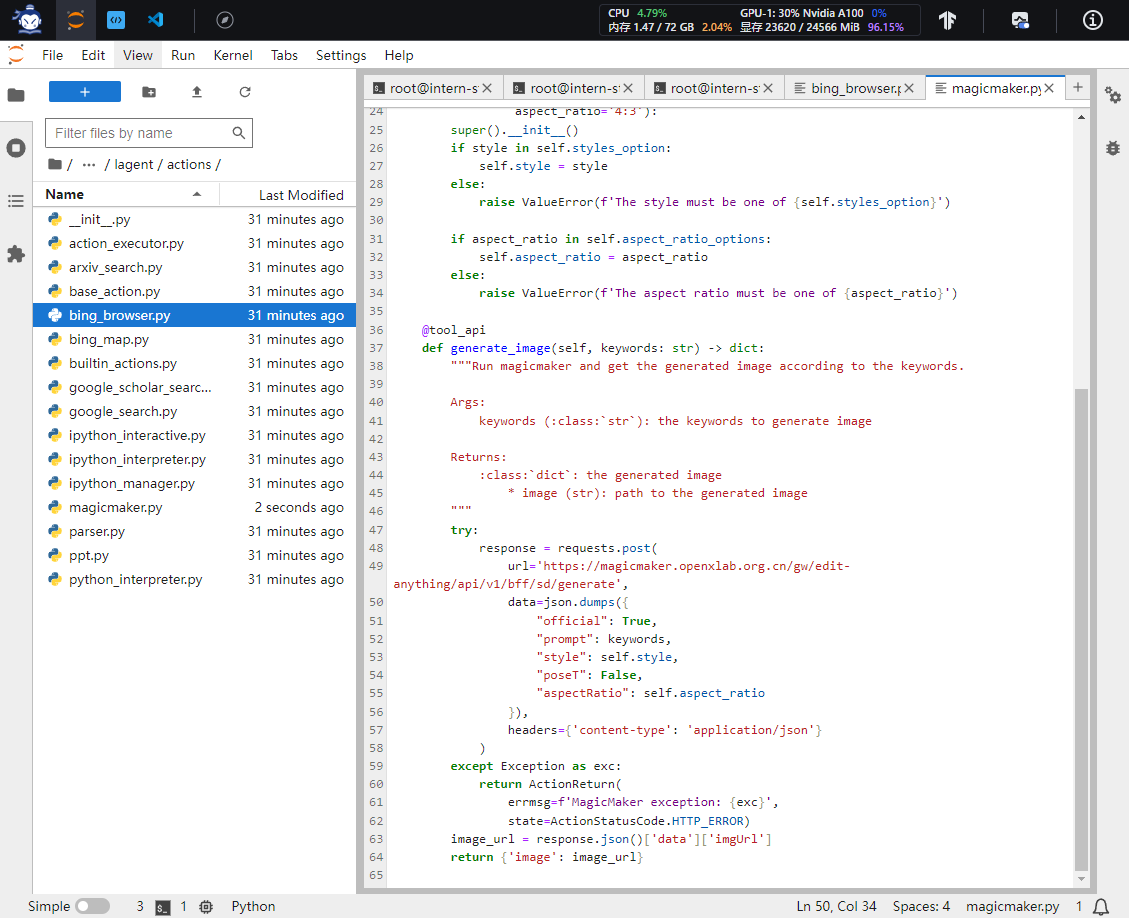 CPU 4.79% GPU-1: 30% Nvidia A100 0%
内存 1.47 / 72 GB 2.04% 显存 23620 / 24566 MiB 96.15%
File Edit View Run Kernel Tabs Settings Help
root@intern-s root@intern-s root@intern-s bing_browser.p magicmaker.py
Filter files by name
/ ··· / lagent / actions /
Name Last Modified
__init__.py 31 minutes ago
action_executor.py 31 minutes ago
arxiv_search.py 31 minutes ago
base_action.py 31 minutes ago
bing_browser.py 31 minutes ago
bing_map.py 31 minutes ago
builtin_actions.py 31 minutes ago
google_scholar_searc... 31 minutes ago
google_search.py 31 minutes ago
ipython_interactive.py 31 minutes ago
ipython_interpreter.py 31 minutes ago
ipython_manager.py 31 minutes ago
magicmaker.py 2 seconds ago
parser.py 31 minutes ago
ppt.py 31 minutes ago
python_interpreter.py 31 minutes ago
24 aspect_ratio='4:3'):
25 super().__init__()
26 if style in self.styles_option:
27 self.style = style
28 else:
29 raise ValueError(f'The style must be one of {self.styles_option}')
30
31 if aspect_ratio in self.aspect_ratio_options:
32 self.aspect_ratio = aspect_ratio
33 else:
34 raise ValueError(f'The aspect ratio must be one of {aspect_ratio}')
35
36 @tool_api
37 def generate_image(self, keywords: str) -> dict:
38 """Run magicmaker and get the generated image according to the keywords.
39
40 Args:
41 keywords (:class:`str`): the keywords to generate image
42
43 Returns:
44 :class:`dict`: the generated image
45 * image (str): path to the generated image
46 """
47 try:
48 response = requests.post(
49 url='https://magicmaker.openxlab.org.cn/gw/edit-
anything/api/v1/bff/sd/generate',
50 data=json.dumps({
51 "official": True,
52 "prompt": keywords,
53 "style": self.style,
54 "poseT": False,
55 "aspectRatio": self.aspect_ratio
56 }),
57 headers={'content-type': 'application/json'}
58 )
59 except Exception as exc:
60 return ActionReturn(
61 errmsg=f'MagicMaker exception: {exc}',
62 state=ActionStatusCode.HTTP_ERROR)
63 image_url = response.json()['data']['imgUrl']
64 return {'image': image_url}
65
Simple 3 1 Python Ln 50, Col 34 Spaces: 4 magicmaker.py 1